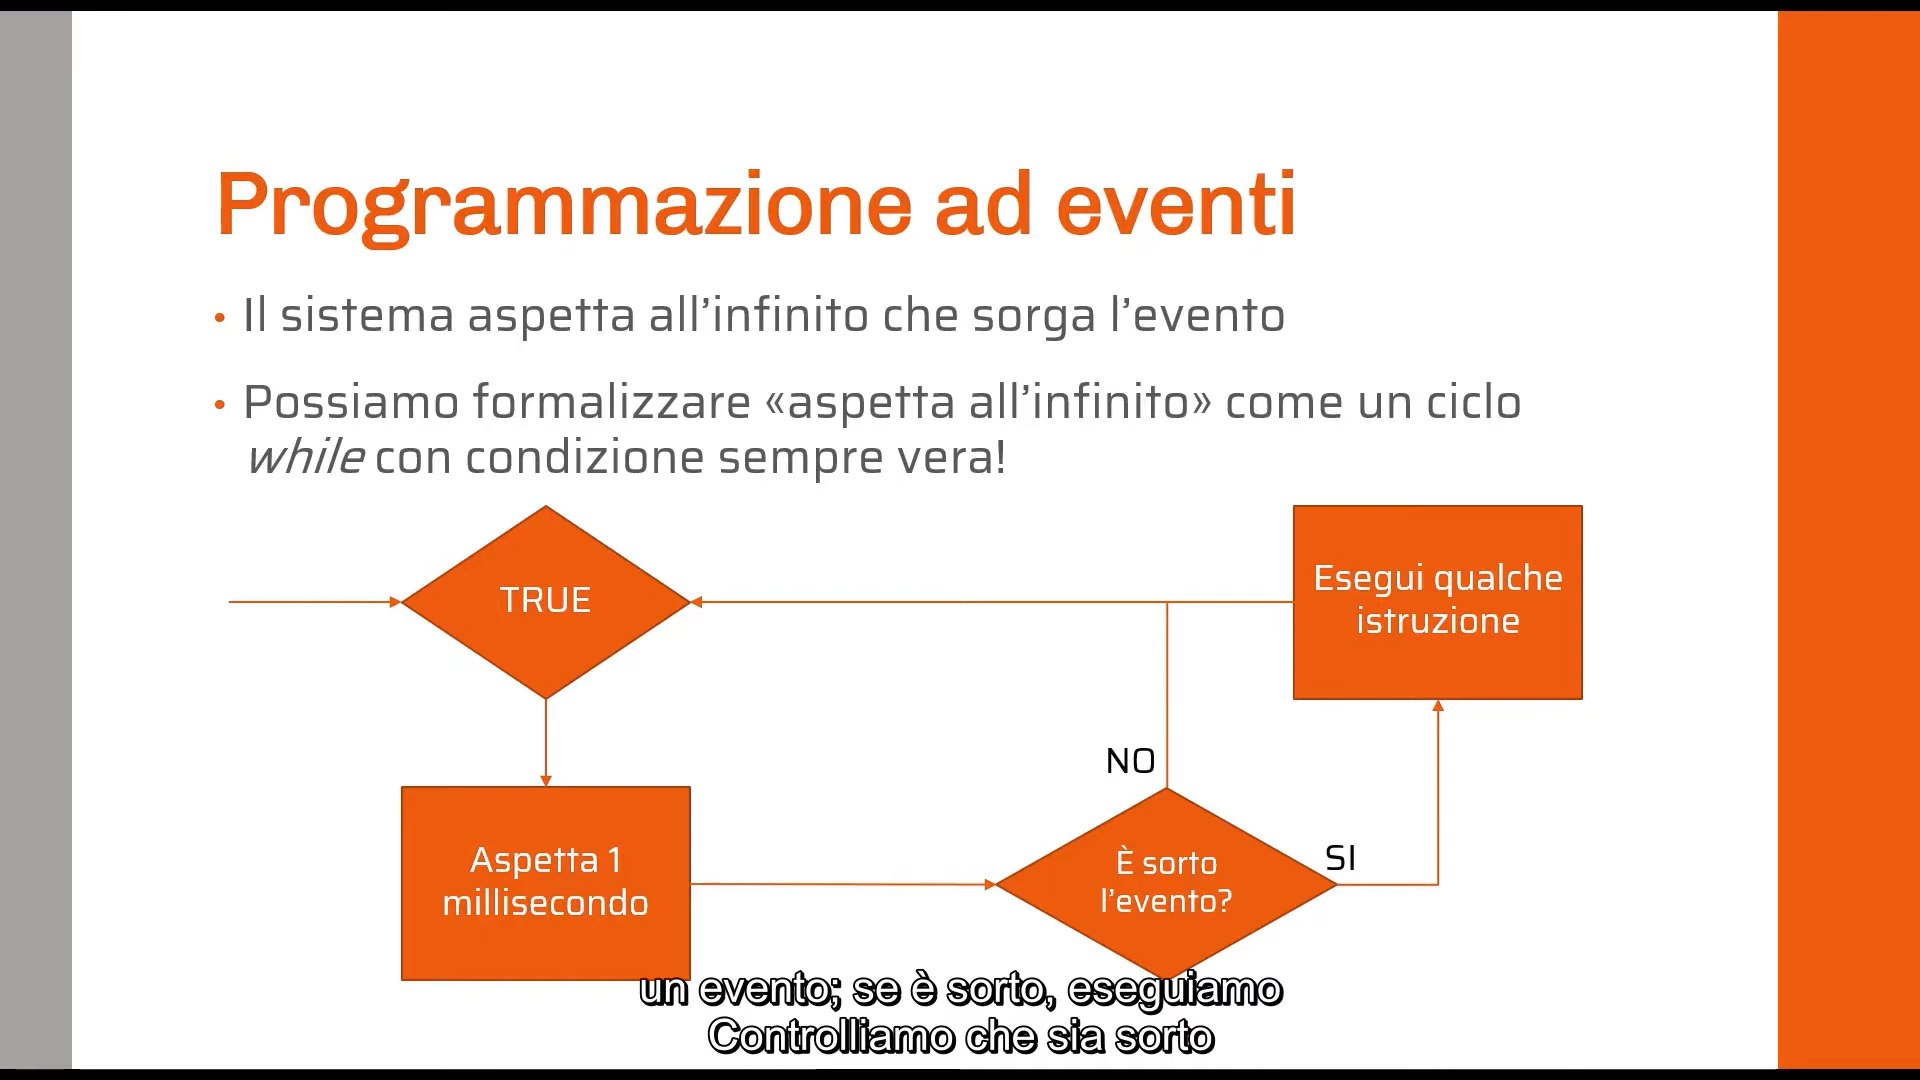 Programmazione ad eventi
• Il sistema aspetta all’infinito che sorga l’evento
• Possiamo formalizzare «aspetta all’infinito» come un ciclo
while con condizione sempre vera!
TRUE
Esegui qualche
istruzione
NO
Aspetta 1
millisecondo
È sorto
l’evento?
SI
un evento; se è sorto, eseguiamo
Controlliamo che sia sorto